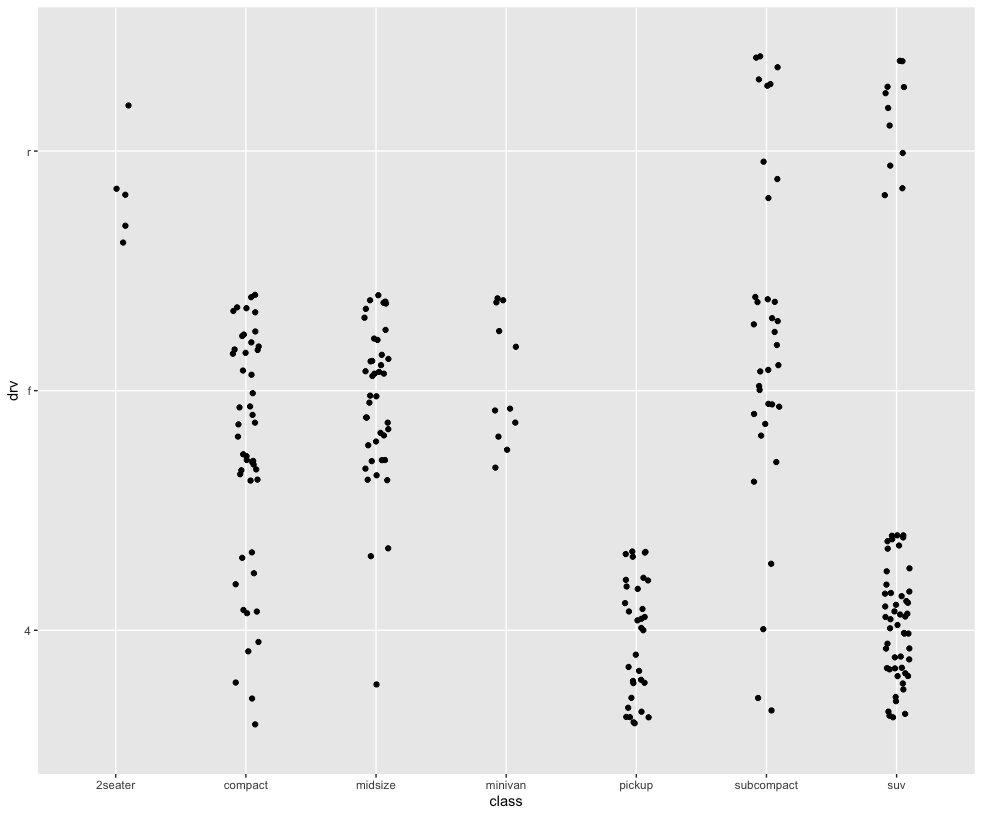 r
f
4
drv
2seater compact midsize minivan pickup subcompact suv
class